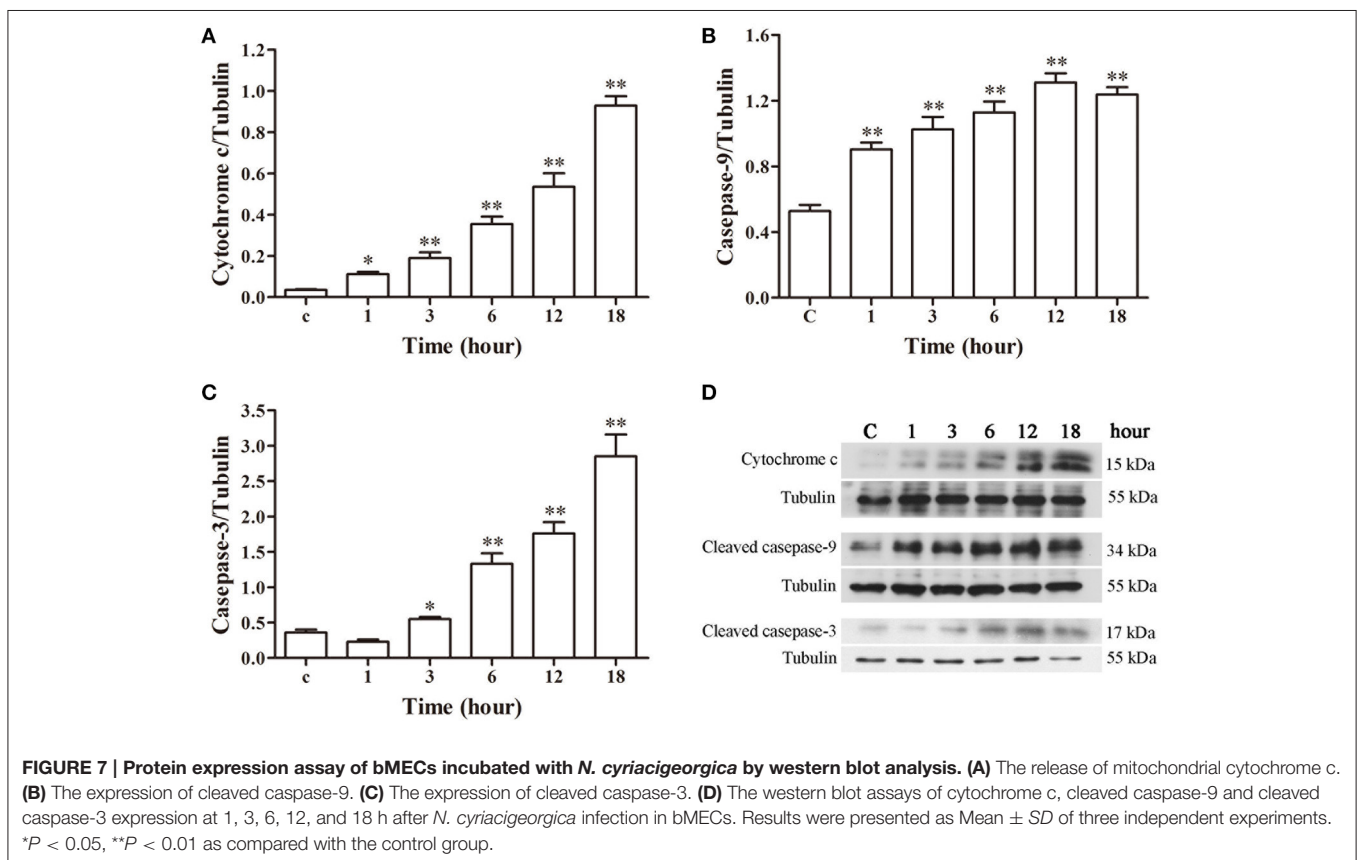 A
1.2
1.0
0.8
0.6
0.4
0.2
0.0
Cytochrome c/Tubulin
*
**
**
**
**
c 1 3 6 12 18
Time (hour)
B
1.6
1.2
0.8
0.4
0.0
Casepase-9/Tubulin
**
**
**
**
**
C 1 3 6 12 18
Time (hour)
C
3.5
3.0
2.5
2.0
1.5
1.0
0.5
0.0
Casepase-3/Tubulin
*
**
**
**
c 1 3 6 12 18
Time (hour)
D
C 1 3 6 12 18 hour
Cytochrome c 15 kDa
Tubulin 55 kDa
Cleaved casepase-9 34 kDa
Tubulin 55 kDa
Cleaved casepase-3 17 kDa
Tubulin 55 kDa
FIGURE 7 | Protein expression assay of bMECs incubated with N. cyriacigeorgica by western blot analysis. (A) The release of mitochondrial cytochrome c.
(B) The expression of cleaved caspase-9. (C) The expression of cleaved caspase-3. (D) The western blot assays of cytochrome c, cleaved caspase-9 and cleaved
caspase-3 expression at 1, 3, 6, 12, and 18 h after N. cyriacigeorgica infection in bMECs. Results were presented as Mean ± SD of three independent experiments.
*P < 0.05, **P < 0.01 as compared with the control group.